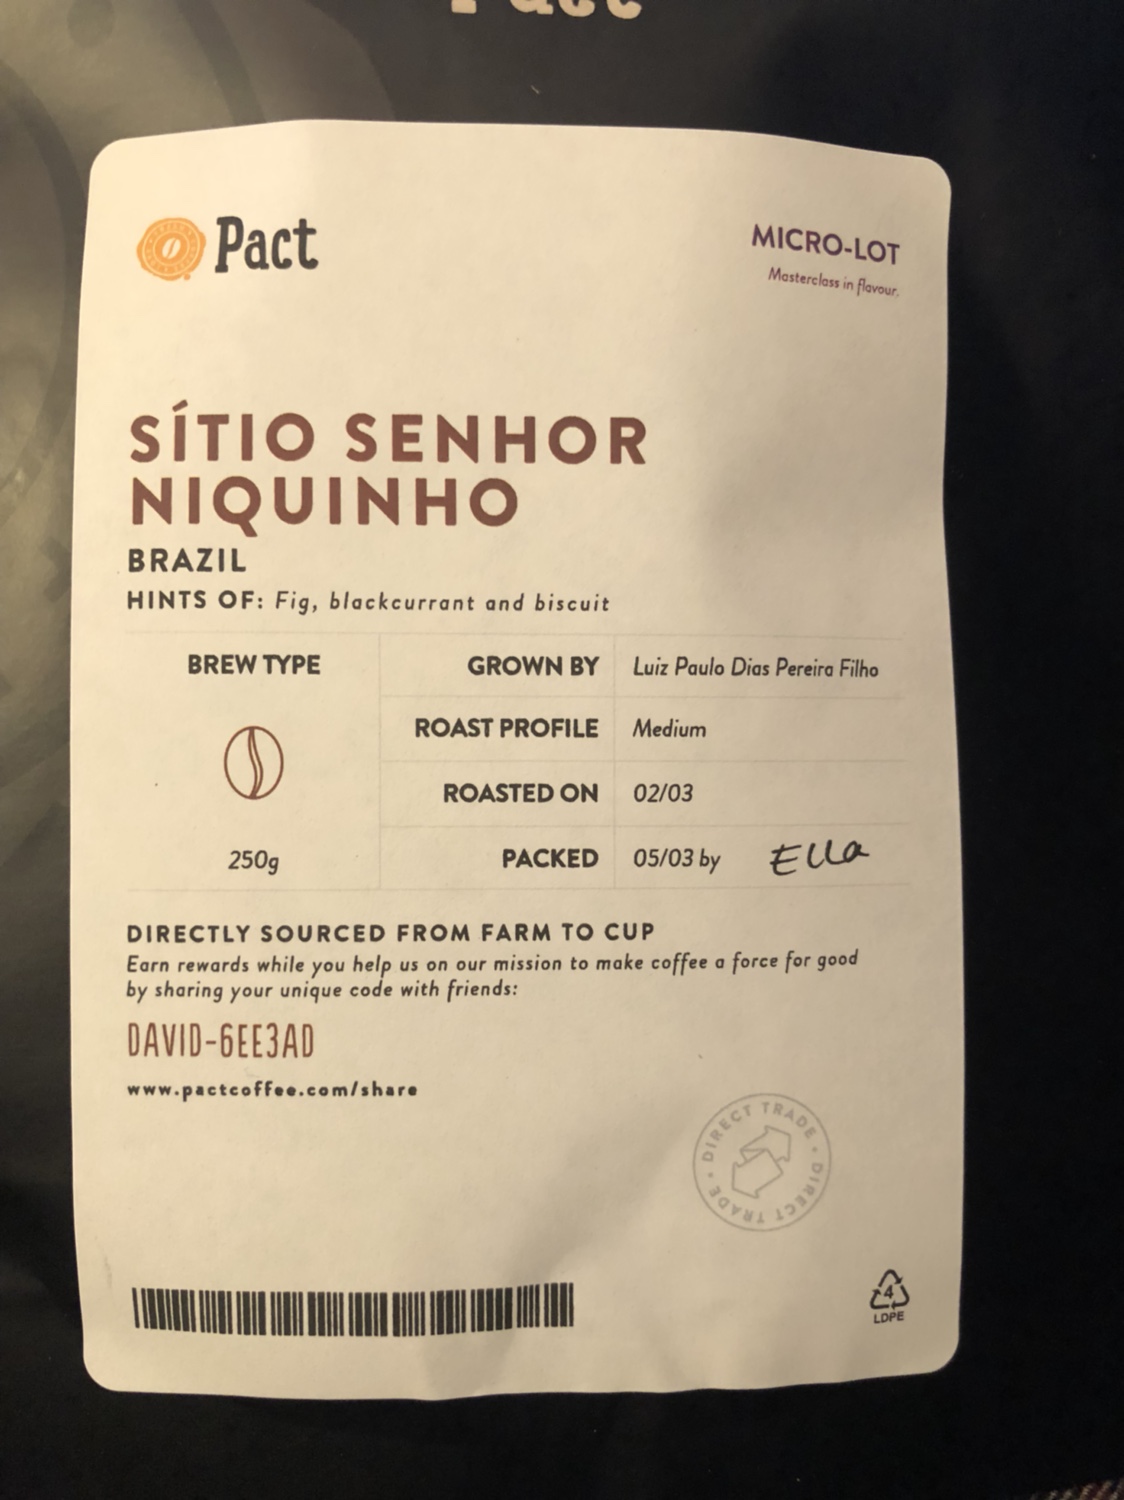 Pact
Pact
MICRO-LOT
Masterclass in flavour.
SÍTIO SENHOR
NIQUINHO
BRAZIL
HINTS OF: Fig, blackcurrant and biscuit
BREW TYPE
250g
GROWN BY Luiz Paulo Dias Pereira Filho
ROAST PROFILE Medium
ROASTED ON 02/03
PACKED 05/03 by Ella
DIRECTLY SOURCED FROM FARM TO CUP
Earn rewards while you help us on our mission to make coffee a force for good
by sharing your unique code with friends:
DAVID-6EE3AD
www.pactcoffee.com/share
DIRECT TRADE · DIRECT TRADE ·
4
LDPE